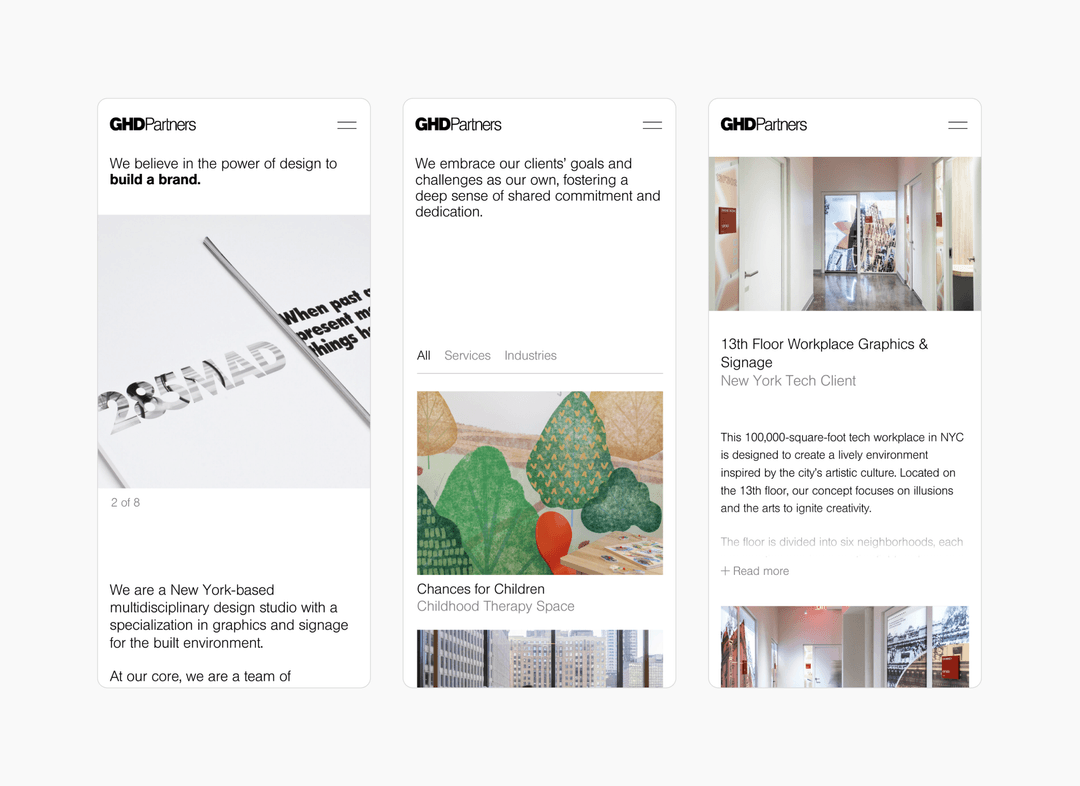 GHDPartners
We believe in the power of design to
build a brand.
285MAD
When past
present
things
2 of 8
We are a New York-based
multidisciplinary design studio with a
specialization in graphics and signage
for the built environment.
At our core, we are a team of
GHDPartners
We embrace our clients' goals and
challenges as our own, fostering a
deep sense of shared commitment and
dedication.
All Services Industries
Chances for Children
Childhood Therapy Space
GHDPartners
13th Floor Workplace Graphics &
Signage
New York Tech Client
This 100,000-square-foot tech workplace in NYC
is designed to create a lively environment
inspired by the city's artistic culture. Located on
the 13th floor, our concept focuses on illusions
and the arts to ignite creativity.
The floor is divided into six neighborhoods, each
+ Read more